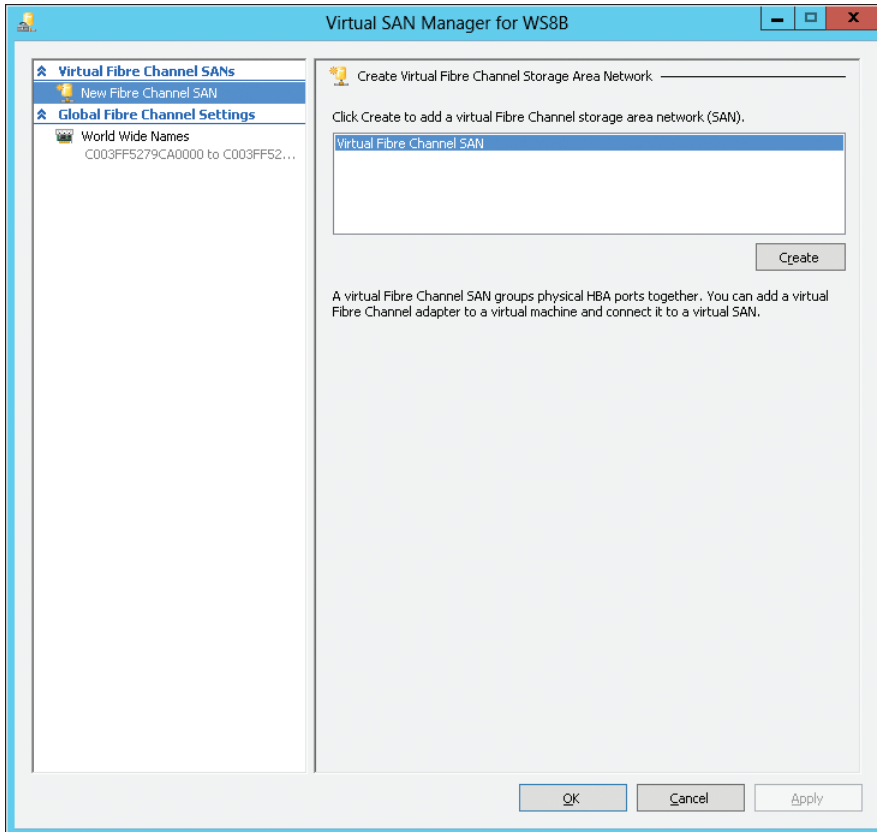 Virtual SAN Manager for WS8B
Virtual Fibre Channel SANs
New Fibre Channel SAN
Global Fibre Channel Settings
World Wide Names
C003FF5279CA0000 to C003FF52...
Create Virtual Fibre Channel Storage Area Network
Click Create to add a virtual Fibre Channel storage area network (SAN).
Virtual Fibre Channel SAN
Create
A virtual Fibre Channel SAN groups physical HBA ports together. You can add a virtual
Fibre Channel adapter to a virtual machine and connect it to a virtual SAN.
OK
Cancel
Apply